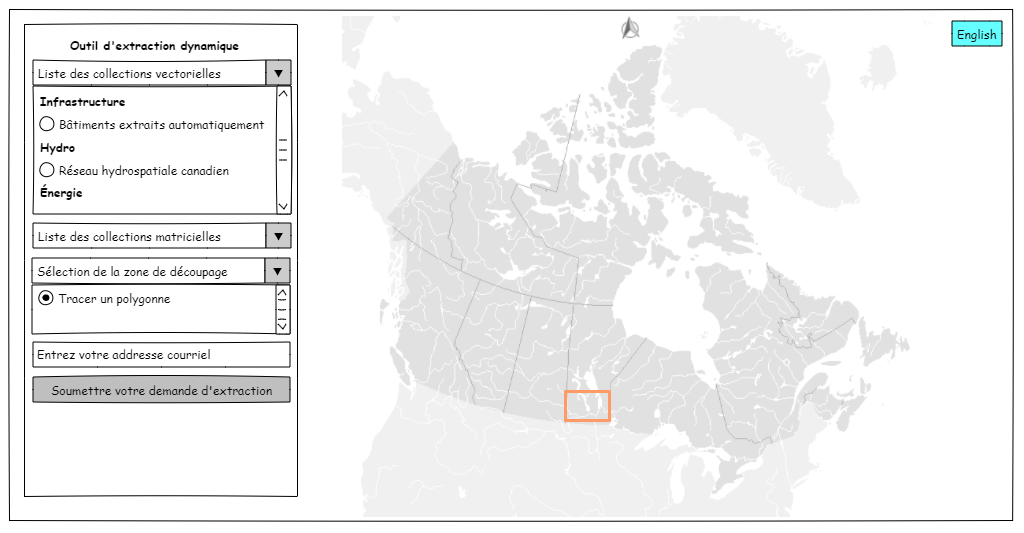 Outil d'extraction dynamique
English
Liste des collections vectorielles
Infrastructure
Bâtiments extraits automatiquement
Hydro
Réseau hydrospatiale canadien
Énergie
Liste des collections matricielles
Sélection de la zone de découpage
Tracer un polygonne
Entrez votre addresse courriel
Soumettre votre demande d'extraction